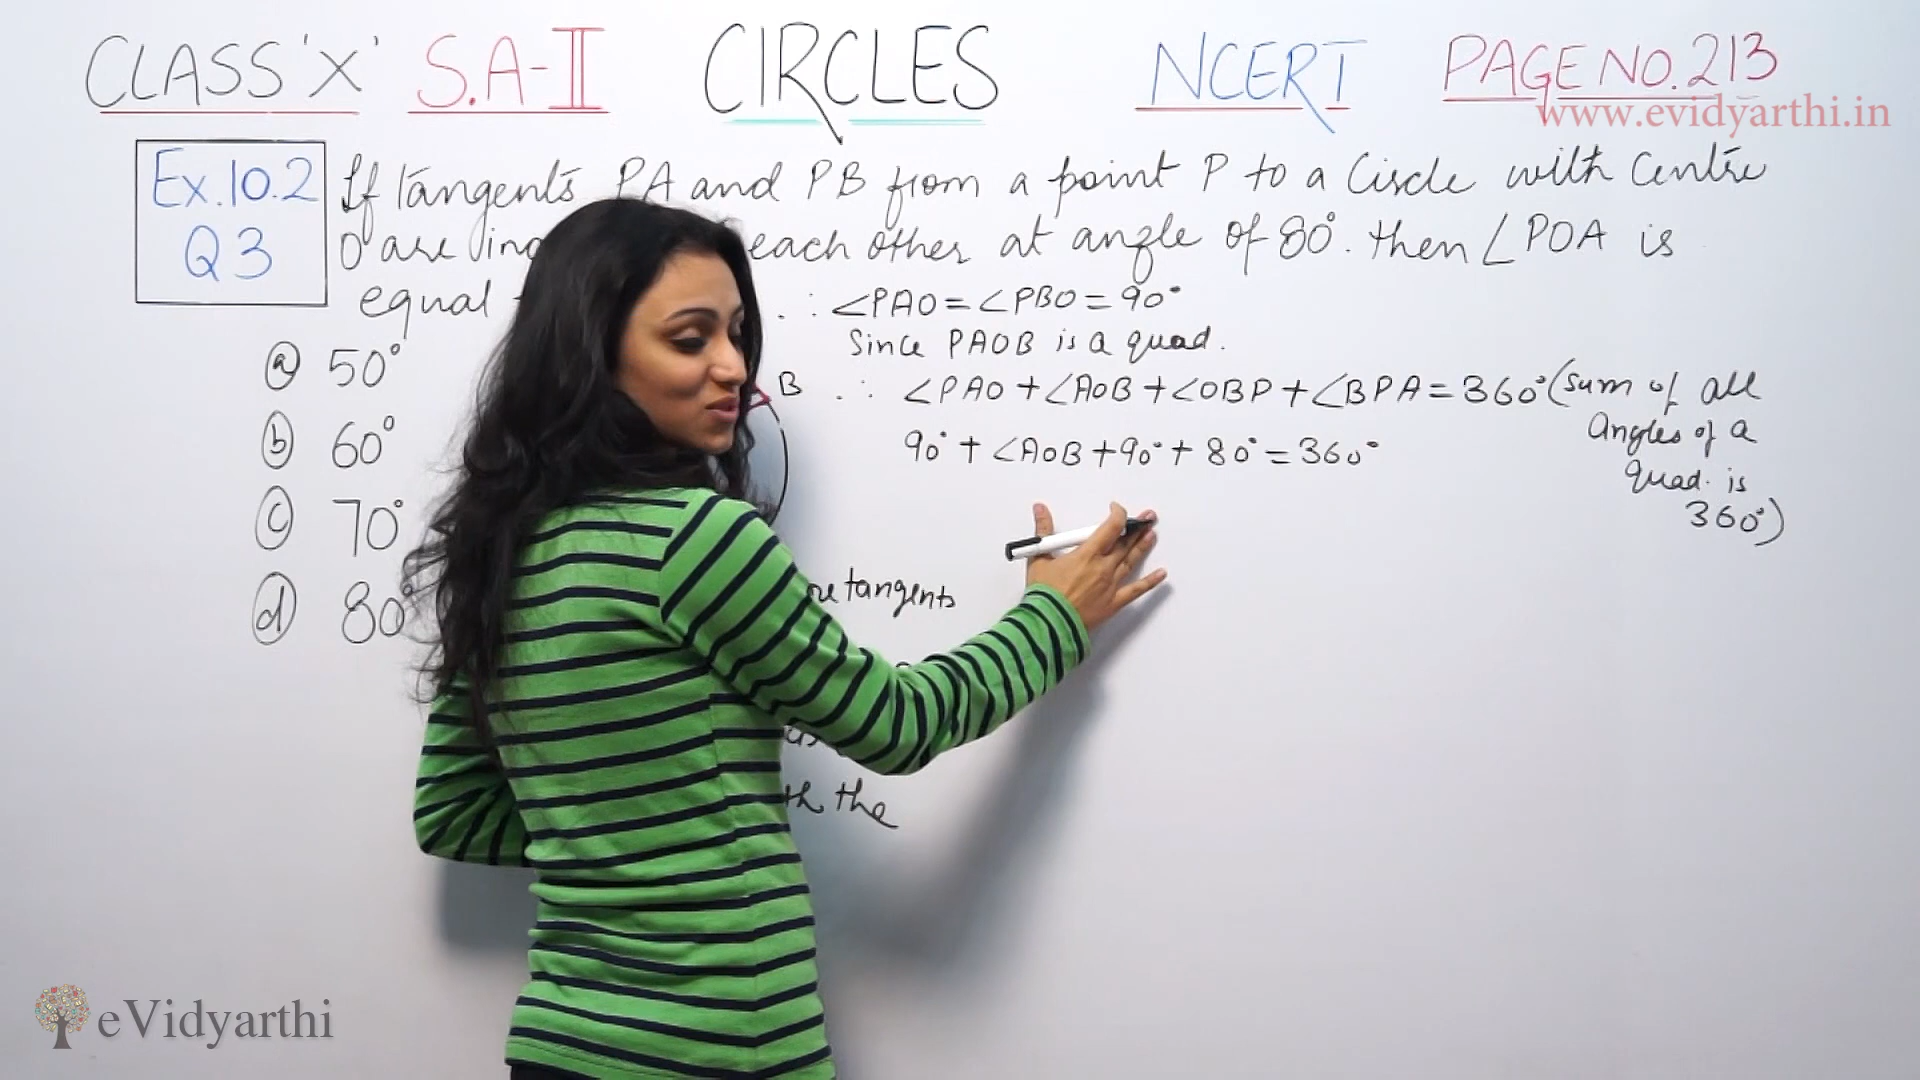 CLASS 'X' S.A-II CIRCLES NCERT PAGE NO. 213
www.evidyarthi.in
Ex.10.2
Q3
If tangents PA and PB from a point P to a Circle with Centre
O are each other at angle of 80°. then ∠POA is
equal
ⓐ 50°
ⓑ 60°
ⓒ 70°
ⓓ 80°
∴ ∠PAO = ∠PBO = 90°
Since PAOB is a quad.
B
∴ ∠PAO + ∠AOB + ∠OBP + ∠BPA = 360° (Sum of all
Angles of a
quad. is
360°)
90° + ∠AOB + 90° + 80° = 360°
tangents
the
eVidyarthi